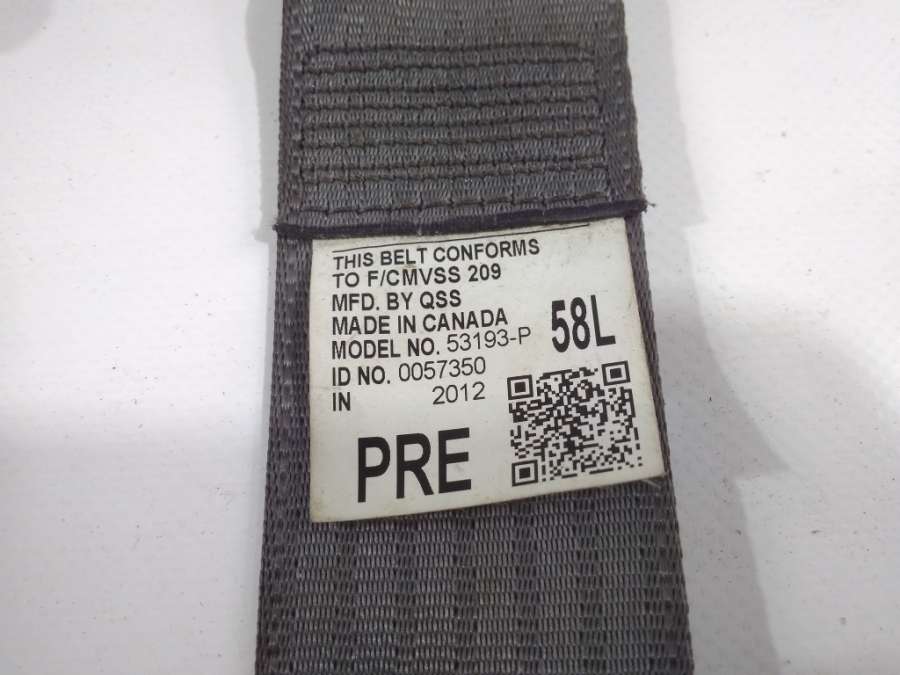 THIS BELT CONFORMS
TO F/CMVSS 209
MFD. BY QSS
MADE IN CANADA
MODEL NO. 53193-P
58L
ID NO. 0057350
IN 2012
PRE